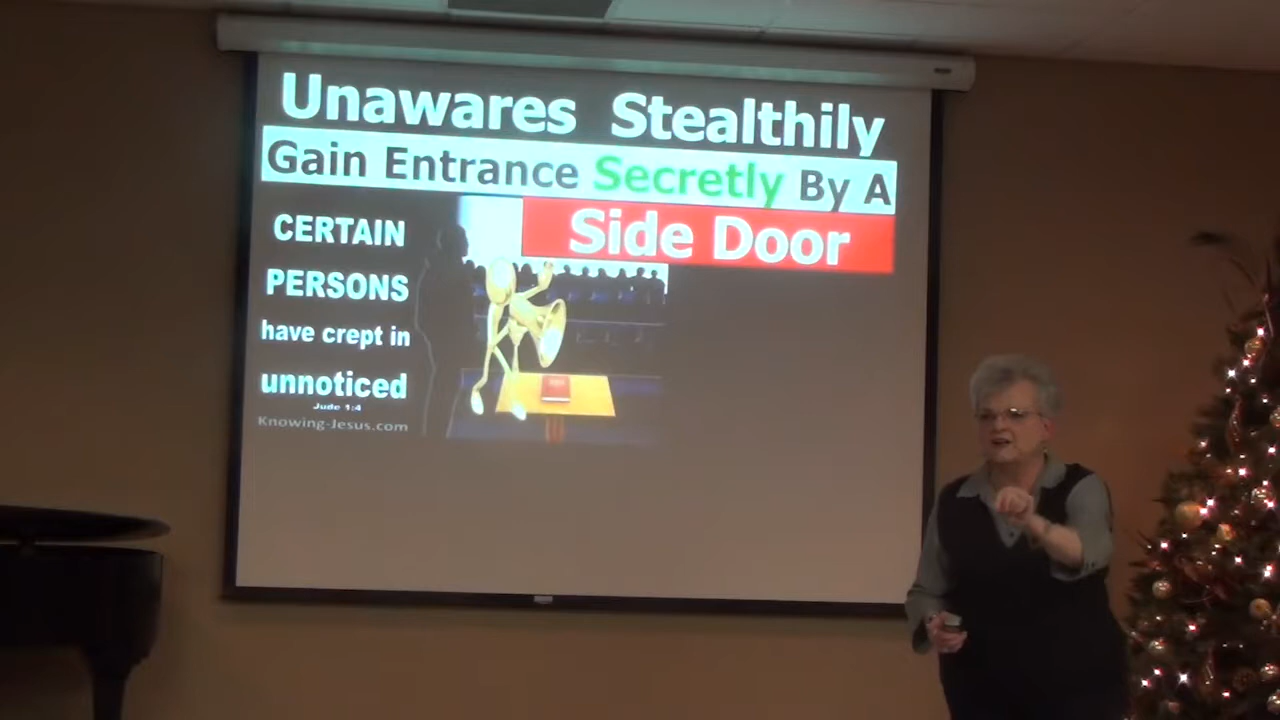 Unawares Stealthily
Gain Entrance Secretly By A
Side Door
CERTAIN
PERSONS
have crept in
unnoticed
Jude 1:4
Knowing-Jesus.com